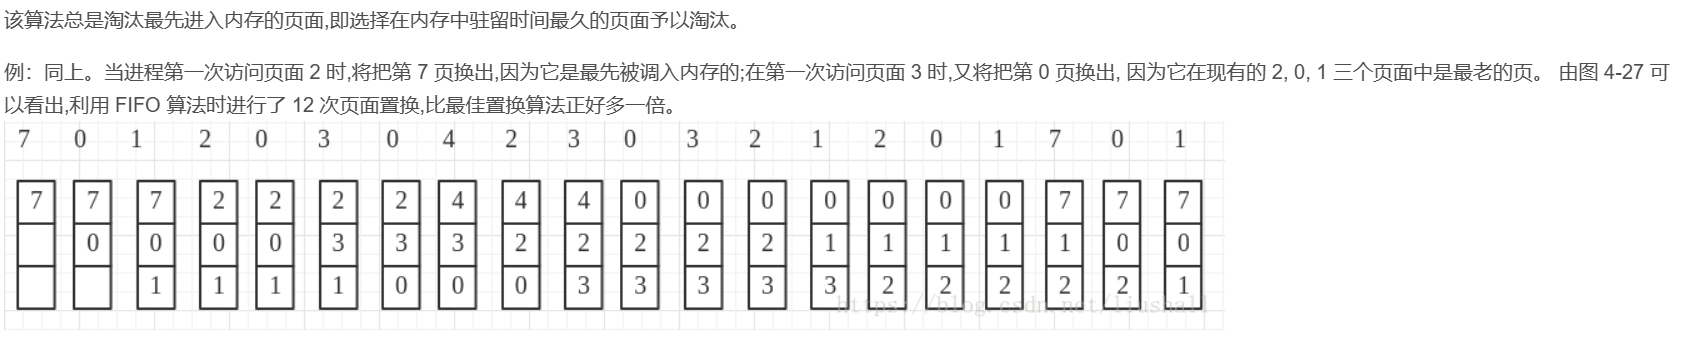 该算法总是淘汰最先进入内存的页面,即选择在内存中驻留时间最久的页面予以淘汰。
例：同上。当进程第一次访问页面 2 时,将把第 7 页换出,因为它是最先被调入内存的;在第一次访问页面 3 时,又将把第 0 页换出, 因为它在现有的 2, 0, 1 三个页面中是最老的页。 由图 4-27 可
以看出,利用 FIFO 算法时进行了 12 次页面置换,比最佳置换算法正好多一倍。
7 0 1 2 0 3 0 4 2 3 0 3 2 1 2 0 1 7 0 1
7 7 7 2 2 2 2 4 4 4 0 0 0 0 0 0 0 7 7 7
0 0 0 0 3 3 3 2 2 2 2 2 1 1 1 1 1 0 0
1 1 1 1 0 0 0 3 3 3 3 3 2 2 2 2 2 1
https://blog.csdn.net/liushall